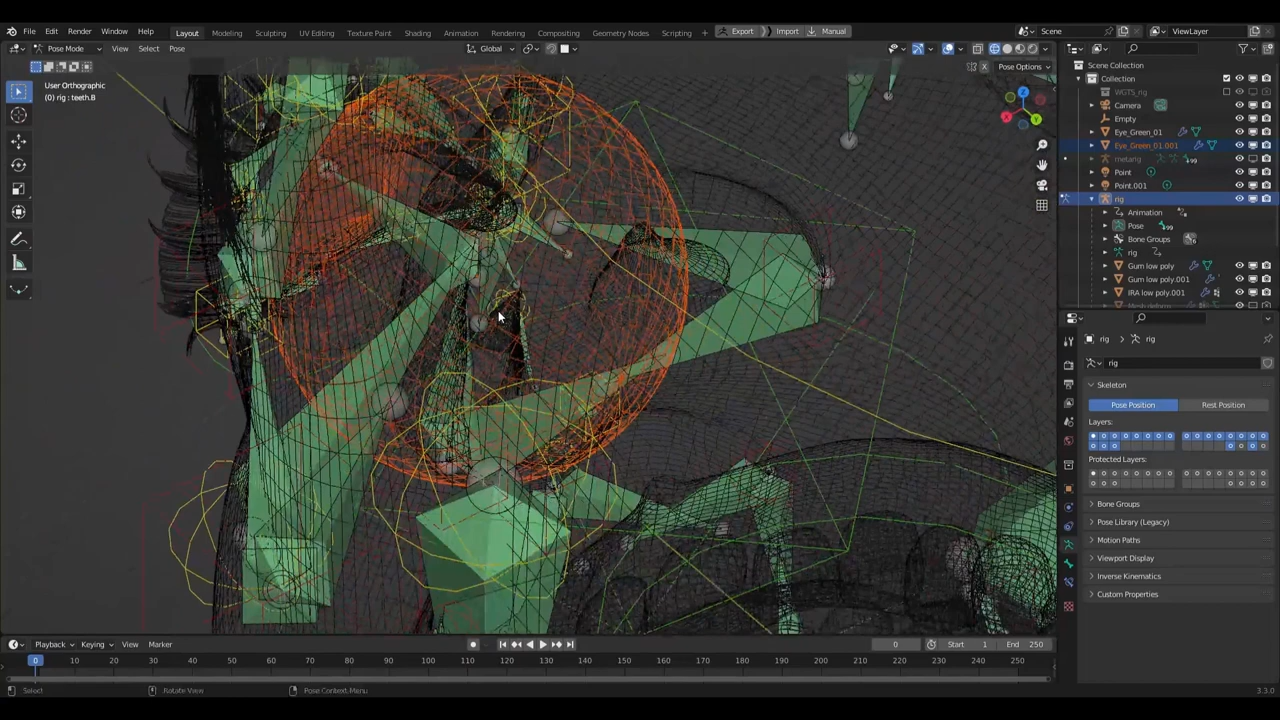 File Edit Render Window Help Layout Modeling Sculpting UV Editing Texture Paint Shading Animation Rendering Compositing Geometry Nodes Scripting Export Import Manual Scene ViewLayer
Pose Mode View Select Pose Global
Pose Options
User Orthographic
(0) rig : teeth.B
Scene Collection
Collection
WGTS_rig
Camera
Empty
Eye_Green_01
Eye_Green_01.001
metarig
99
Point
Point.001
rig
Animation
Pose
99
Bone Groups
6
rig
Gum low poly
Gum low poly.001
IRA low poly.001
rig rig
rig
Skeleton
Pose Position Rest Position
Layers:
Protected Layers:
Bone Groups
Pose Library (Legacy)
Motion Paths
Viewport Display
Inverse Kinematics
Custom Properties
X
Y
Z
Playback Keying View Marker 0 Start 1 End 250
0 10 20 30 40 50 60 70 80 90 100 110 120 130 140 150 160 170 180 190 200 210 220 230 240 250
Select Rotate View Pose Context Menu 3.3.0